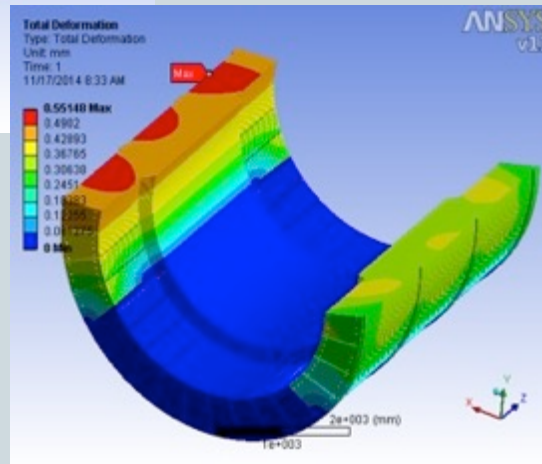 Total Deformation
Type: Total Deformation
Unit: mm
Time: 1
11/17/2014 8:33 AM
ANSYS
Max
0.55148 Max
0.4902
0.42893
0.36765
0.30638
0.2451
0 Min
Y
X
Z
2e+003 (mm)
1e+003